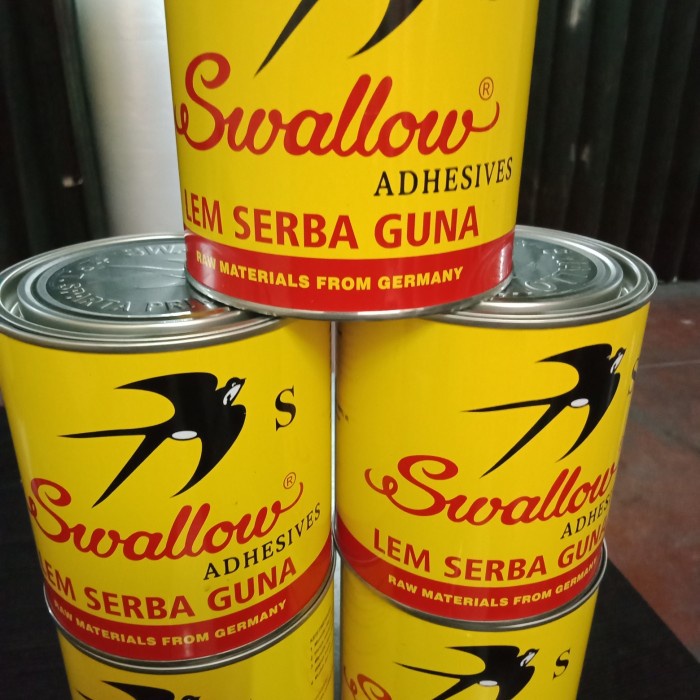 Swallow®
ADHESIVES
LEM SERBA GUNA
RAW MATERIALS FROM GERMANY
S
Swallow®
ADHESIVES
LEM SERBA GUNA
RAW MATERIALS FROM GERMANY
S
Swallow
ADHES
LEM SERBA GUNA
RAW MATERIALS FROM GERMANY
S